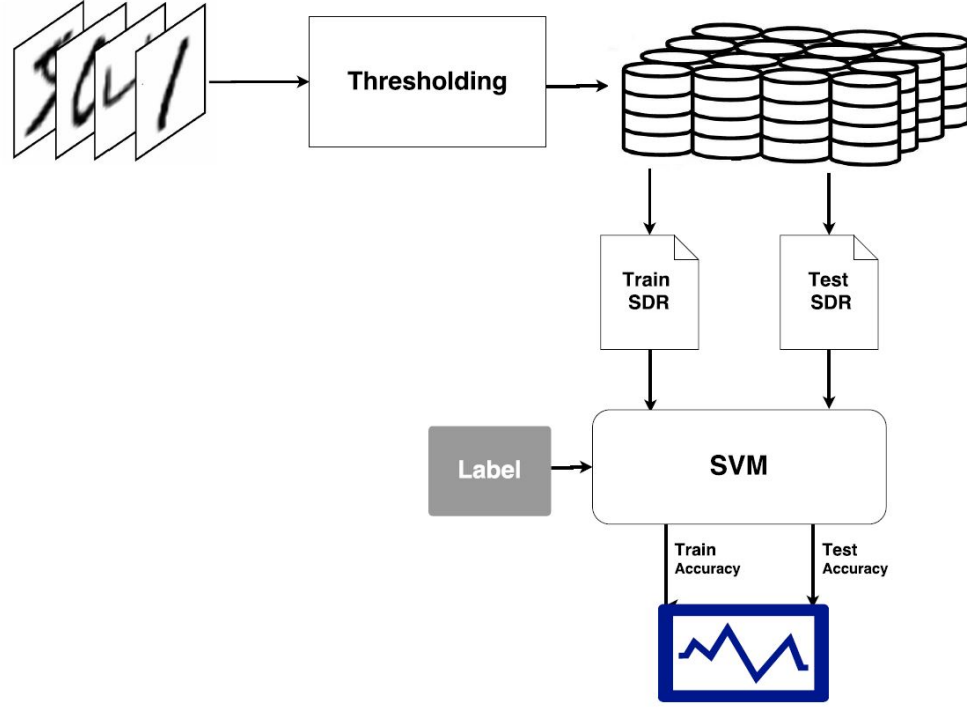 Thresholding
Train
SDR
Test
SDR
Label
SVM
Train
Accuracy
Test
Accuracy